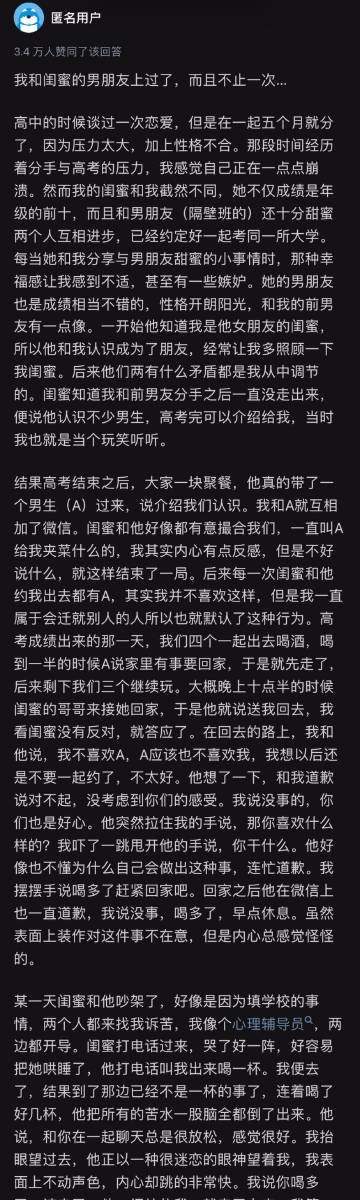 匿名用户
3.4 万人赞同了该回答
我和闺蜜的男朋友上过了，而且不止一次...
高中的时候谈过一次恋爱，但是在一起五个月就分
了，因为压力太大，加上性格不合。那段时间经历
着分手与高考的压力，我感觉自己正在一点点崩
溃。然而我的闺蜜和我截然不同，她不仅成绩是年
级的前十，而且和男朋友（隔壁班的）还十分甜蜜
两个人互相进步，已经约定好一起考同一所大学。
每当她和我分享与男朋友甜蜜的小事情时，那种幸
福感让我感到不适，甚至有一些嫉妒。她的男朋友
也是成绩相当不错的，性格开朗阳光，和我的前男
友有一点像。一开始他知道我是他女朋友的闺蜜，
所以他和我认识成为了朋友，经常让我多照顾一下
我闺蜜。后来他们两有什么矛盾都是我从中调节
的。闺蜜知道我和前男友分手之后一直没走出来，
便说他认识不少男生，高考完可以介绍给我，当时
我也就是当个玩笑听听。
结果高考结束之后，大家一块聚餐，他真的带了一
个男生（A）过来，说介绍我们认识。我和A就互相
加了微信。闺蜜和他好像都有意撮合我们，一直叫A
给我夹菜什么的，我其实内心有点反感，但是不好
说什么，就这样结束了一局。后来每一次闺蜜和他
约我出去都有A，其实我并不喜欢这样，但是我一直
属于会迁就别人的人所以也就默认了这种行为。高
考成绩出来的那一天，我们四个一起出去喝酒，喝
到一半的时候A说家里有事要回家，于是就先走了，
后来剩下我们三个继续玩。大概晚上十点半的时候
闺蜜的哥哥来接她回家，于是他就说送我回去，我
看闺蜜没有反对，就答应了。在回去的路上，我和
他说，我不喜欢A，A应该也不喜欢我，我想以后还
是不要一起约了，不太好。他想了一下，和我道歉
说对不起，没考虑到你们的感受。我说没事的，你
们也是好心。他突然拉住我的手说，那你喜欢什么
样的？我吓了一跳甩开他的手说，你干什么。他好
像也不懂为什么自己会做出这种事，连忙道歉。我
摆摆手说喝多了赶紧回家吧。回家之后他在微信上
也一直道歉，我说没事，喝多了，早点休息。虽然
表面上装作对这件事不在意，但是内心总感觉怪怪
的。
某一天闺蜜和他吵架了，好像是因为填学校的事
情，两个人都来找我诉苦，我像个心理辅导员，两
边都开导。闺蜜打电话过来，哭了好一阵，好容易
把她哄睡了，他打电话叫我出来喝一杯。我便去
了，结果到了那边已经不是一杯的事了，连着喝了
好几杯，他把所有的苦水一股脑全都倒了出来。他
说，和你在一起聊天总是很放松，感觉很好。我抬
眼望过去，他正以一种很迷恋的眼神望着我，我表
面上不动声色，内心却跳的非常快。我说你喝多